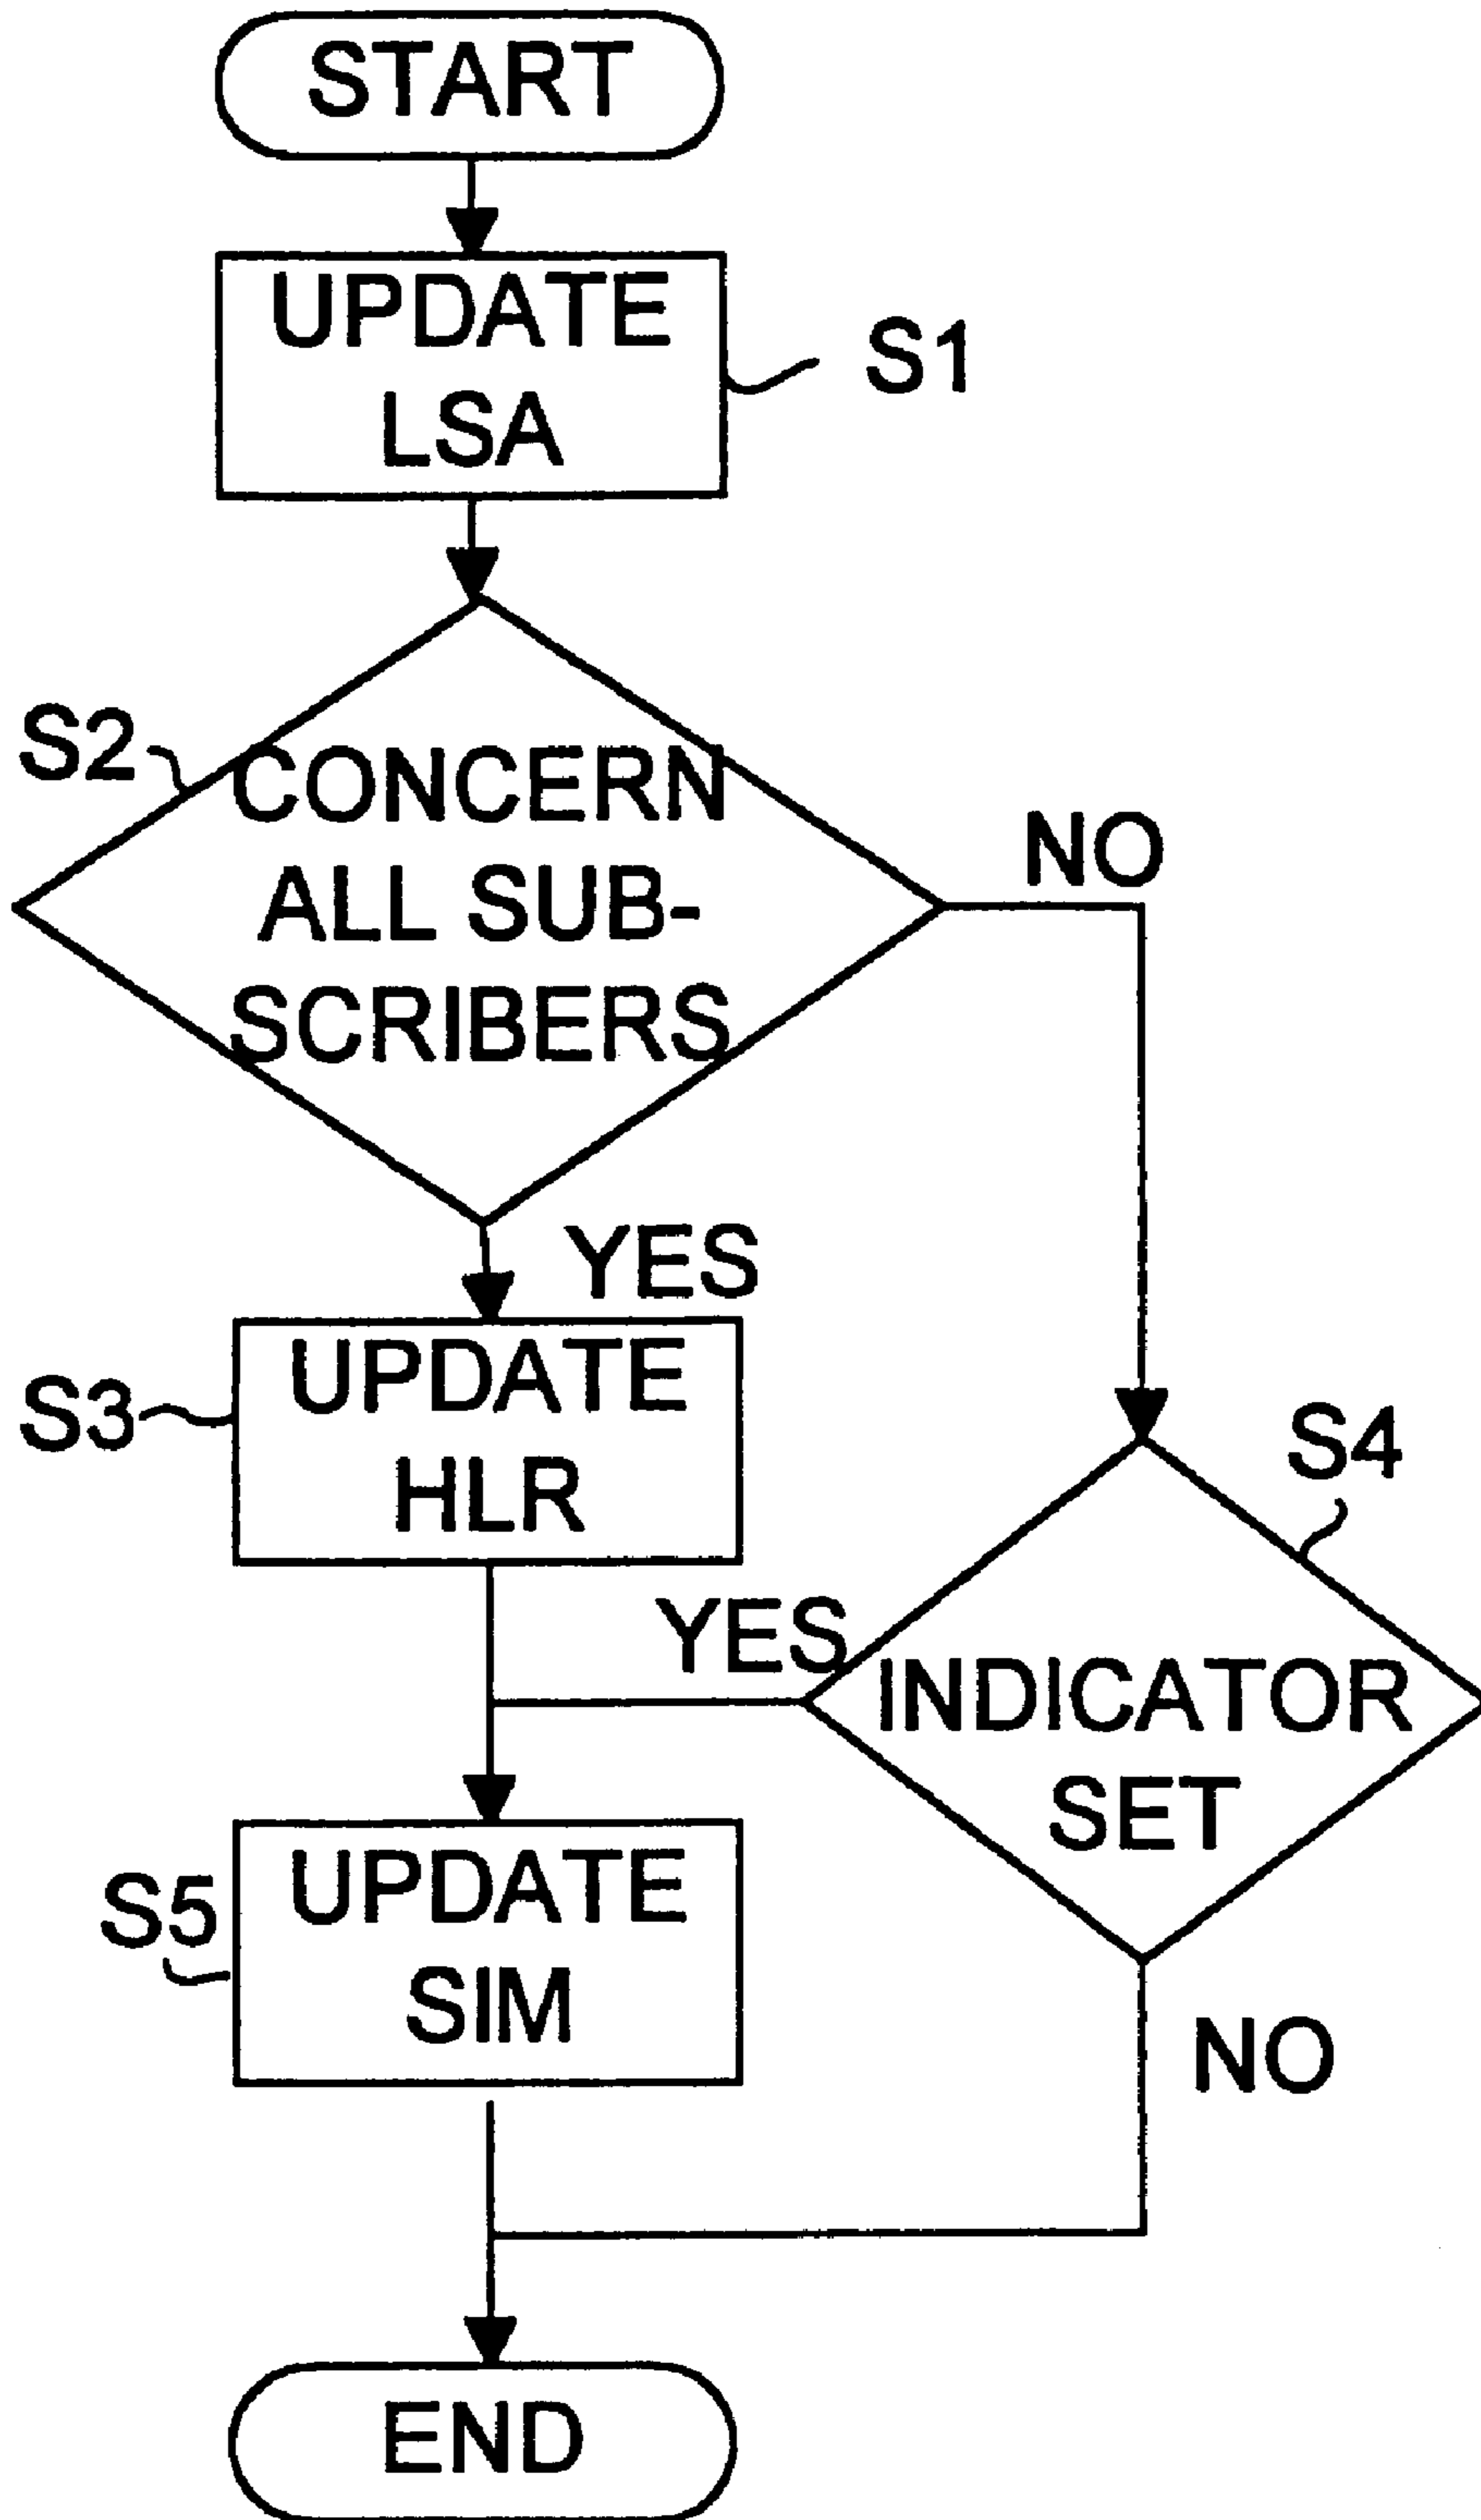 START
UPDATE
LSA
S1
S2
CONCERN
ALL SUB-
SCRIBERS
NO
YES
UPDATE
HLR
S3
S4
YES
INDICATOR
SET
UPDATE
SIM
S5
NO
END